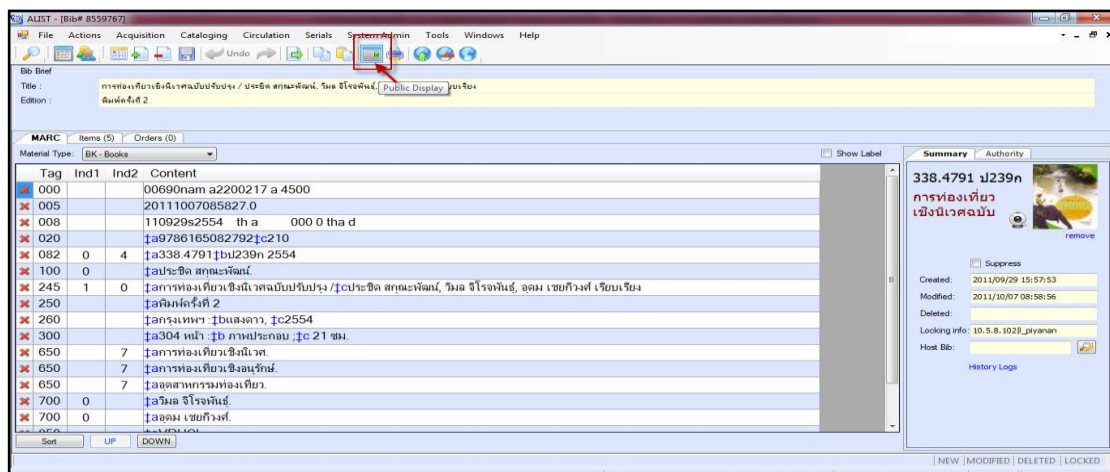 ALIST - [Bib# 8559767]
File Actions Acquisition Cataloging Circulation Serials System Admin Tools Windows Help
Undo
Bib Brief
Title : การท่องเที่ยวเชิงนิเวศฉบับปรับปรุง / ประชิด สกุณะพัฒน์, วิมล จิโรจพันธุ์, Public Display บเรียง
Edition : พิมพ์ครั้งที่ 2
MARC Items (5) Orders (0)
Material Type: BK - Books Show Label
Tag Ind1 Ind2 Content
000 00690nam a2200217 a 4500
005 20111007085827.0
008 110929s2554 th a 000 0 tha d
020 ‡a9786165082792‡c210
082 0 4 ‡a338.4791‡bป239ก 2554
100 0 ‡aประชิด สกุณะพัฒน์.
245 1 0 ‡aการท่องเที่ยวเชิงนิเวศฉบับปรับปรุง /‡cประชิด สกุณะพัฒน์, วิมล จิโรจพันธุ์, อุดม เชยกีวงศ์ เรียบเรียง
250 ‡aพิมพ์ครั้งที่ 2
260 ‡aกรุงเทพฯ :‡bแสงดาว, ‡c2554
300 ‡a304 หน้า :‡b ภาพประกอบ ;‡c 21 ซม.
650 7 ‡aการท่องเที่ยวเชิงนิเวศ.
650 7 ‡aการท่องเที่ยวเชิงอนุรักษ์.
650 7 ‡aอุตสาหกรรมท่องเที่ยว.
700 0 ‡aวิมล จิโรจพันธุ์.
700 0 ‡aอุดม เชยกีวงศ์.
Sort UP DOWN
Summary Authority
338.4791 ป239ก
การท่องเที่ยว
เชิงนิเวศฉบับ
remove
Suppress
Created: 2011/09/29 15:57:53
Modified: 2011/10/07 08:58:56
Deleted:
Locking info: 10.5.8.102|l_piyanan
Host Bib:
History Logs
NEW MODIFIED DELETED LOCKED